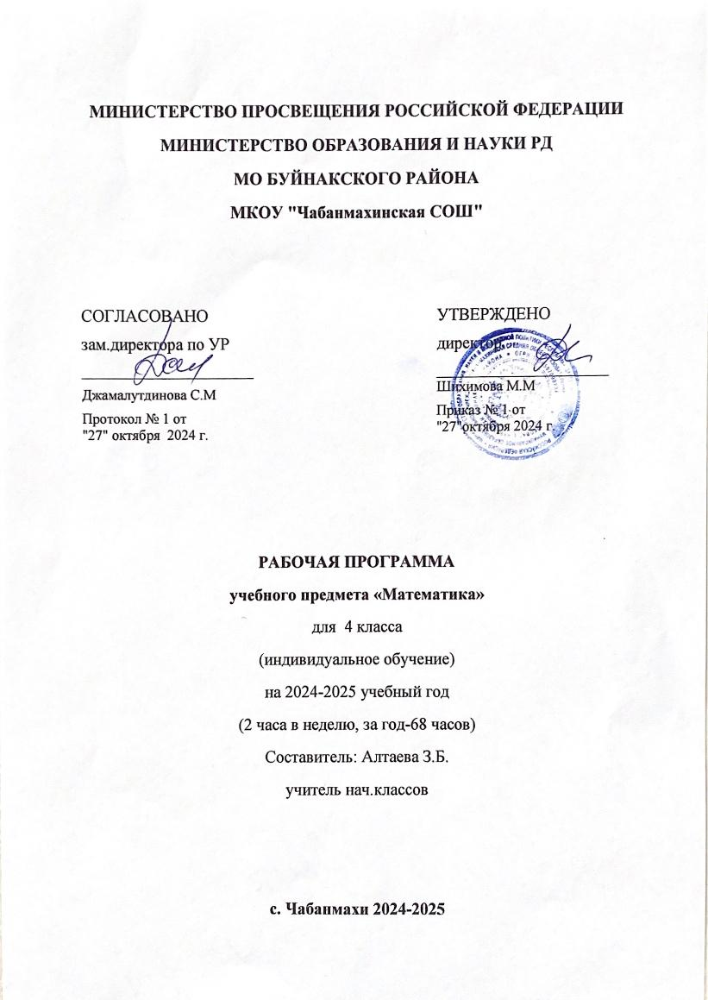 МИНИСТЕРСТВО ПРОСВЕЩЕНИЯ РОССИЙСКОЙ ФЕДЕРАЦИИ
МИНИСТЕРСТВО ОБРАЗОВАНИЯ И НАУКИ РД
МО БУЙНАКСКОГО РАЙОНА
МКОУ "Чабанмахинская СОШ"
СОГЛАСОВАНО
зам.директора по УР
Джамалутдинова С.М
Протокол № 1 от
"27" октября 2024 г.
УТВЕРЖДЕНО
директор
Шихимова М.М
Приказ № 1 от
"27" октября 2024 г.
РАБОЧАЯ ПРОГРАММА
учебного предмета «Математика»
для 4 класса
(индивидуальное обучение)
на 2024-2025 учебный год
(2 часа в неделю, за год-68 часов)
Составитель: Алтаева З.Б.
учитель нач.классов
с. Чабанмахи 2024-2025